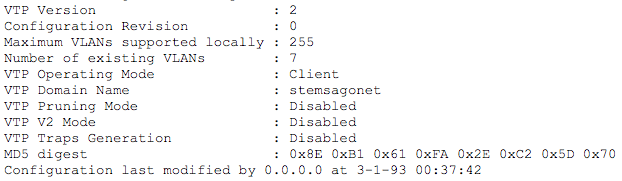 VTP Version                     : 2
Configuration Revision          : 0
Maximum VLANs supported locally : 255
Number of existing VLANs        : 7
VTP Operating Mode              : Client
VTP Domain Name                 : stemsagonet
VTP Pruning Mode                : Disabled
VTP V2 Mode                     : Disabled
VTP Traps Generation            : Disabled
MD5 digest                      : 0x8E 0xB1 0x61 0xFA 0x2E 0xC2 0x5D 0x70
Configuration last modified by 0.0.0.0 at 3-1-93 00:37:42